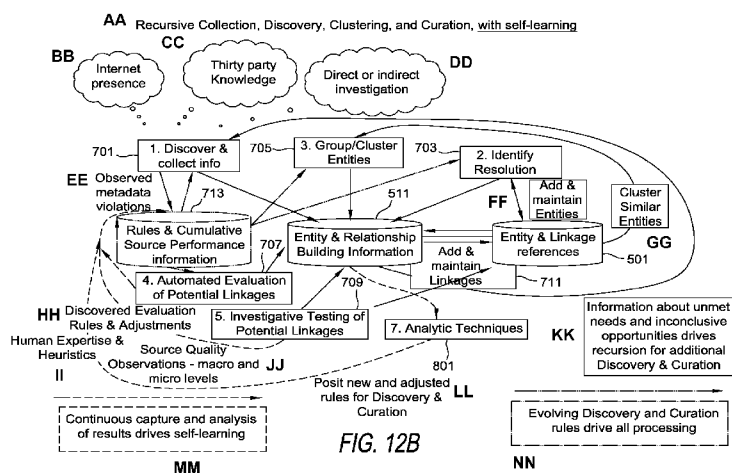 AA Recursive Collection, Discovery, Clustering, and Curation, with self-learning
BB
Internet
presence
CC
Thirty party
Knowledge
Direct or indirect
investigation
DD
701
1. Discover &
collect info
705
3. Group/Cluster
Entities
703
2. Identify
Resolution
EE
Observed
metadata
violations
713
Rules & Cumulative
Source Performance
information
511
Entity & Relationship
Building Information
FF
Add &
maintain
Entities
Cluster
Similar
Entities
GG
Entity & Linkage
references
501
Add &
maintain
Linkages
711
707
4. Automated Evaluation
of Potential Linkages
709
5. Investigative Testing of
Potential Linkages
7. Analytic Techniques
801
HH
Discovered Evaluation
Rules & Adjustments
Human Expertise &
Heuristics
II
Source Quality
Observations - macro and
micro levels
JJ
KK
Information about unmet
needs and inconclusive
opportunities drives
recursion for additional
Discovery & Curation
Posit new and adjusted
rules for Discovery &
Curation
LL
Continuous capture and analysis
of results drives self-learning
MM
FIG. 12B
Evolving Discovery and Curation
rules drive all processing
NN